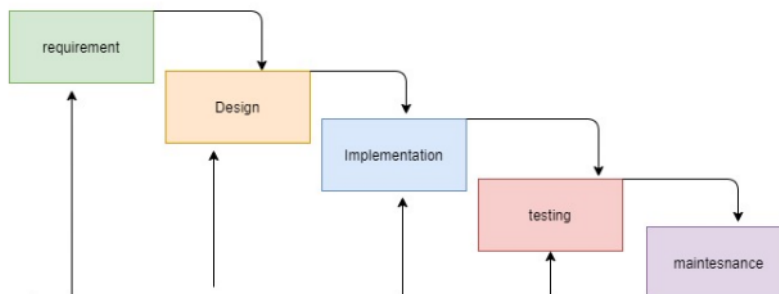 requirement
Design
Implementation
testing
maintesnance